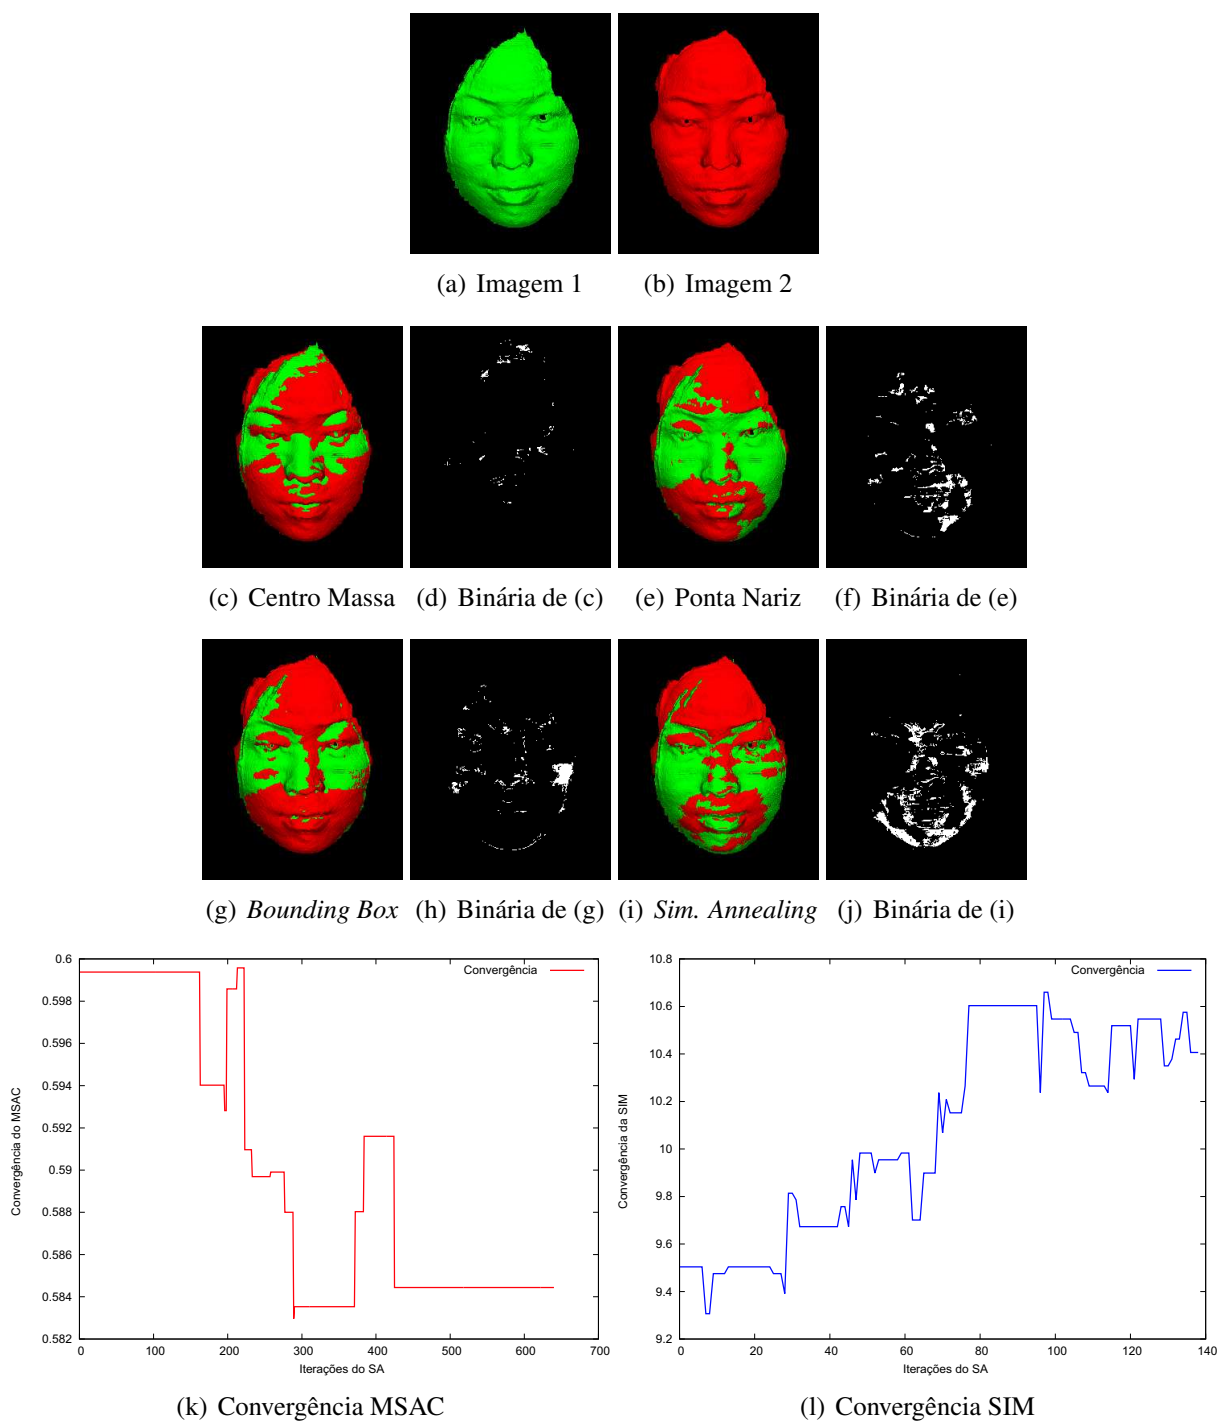 (a) Imagem 1
(b) Imagem 2
(c) Centro Massa
(d) Binária de (c)
(e) Ponta Nariz
(f) Binária de (e)
(g) Bounding Box
(h) Binária de (g)
(i) Sim. Annealing
(j) Binária de (i)
Convergência
Convergência do MSAC
0.6
0.598
0.596
0.594
0.592
0.59
0.588
0.586
0.584
0.582
0 100 200 300 400 500 600 700
Iterações do SA
(k) Convergência MSAC
Convergência
Convergência da SIM
10.8
10.6
10.4
10.2
10
9.8
9.6
9.4
9.2
0 20 40 60 80 100 120 140
Iterações do SA
(l) Convergência SIM